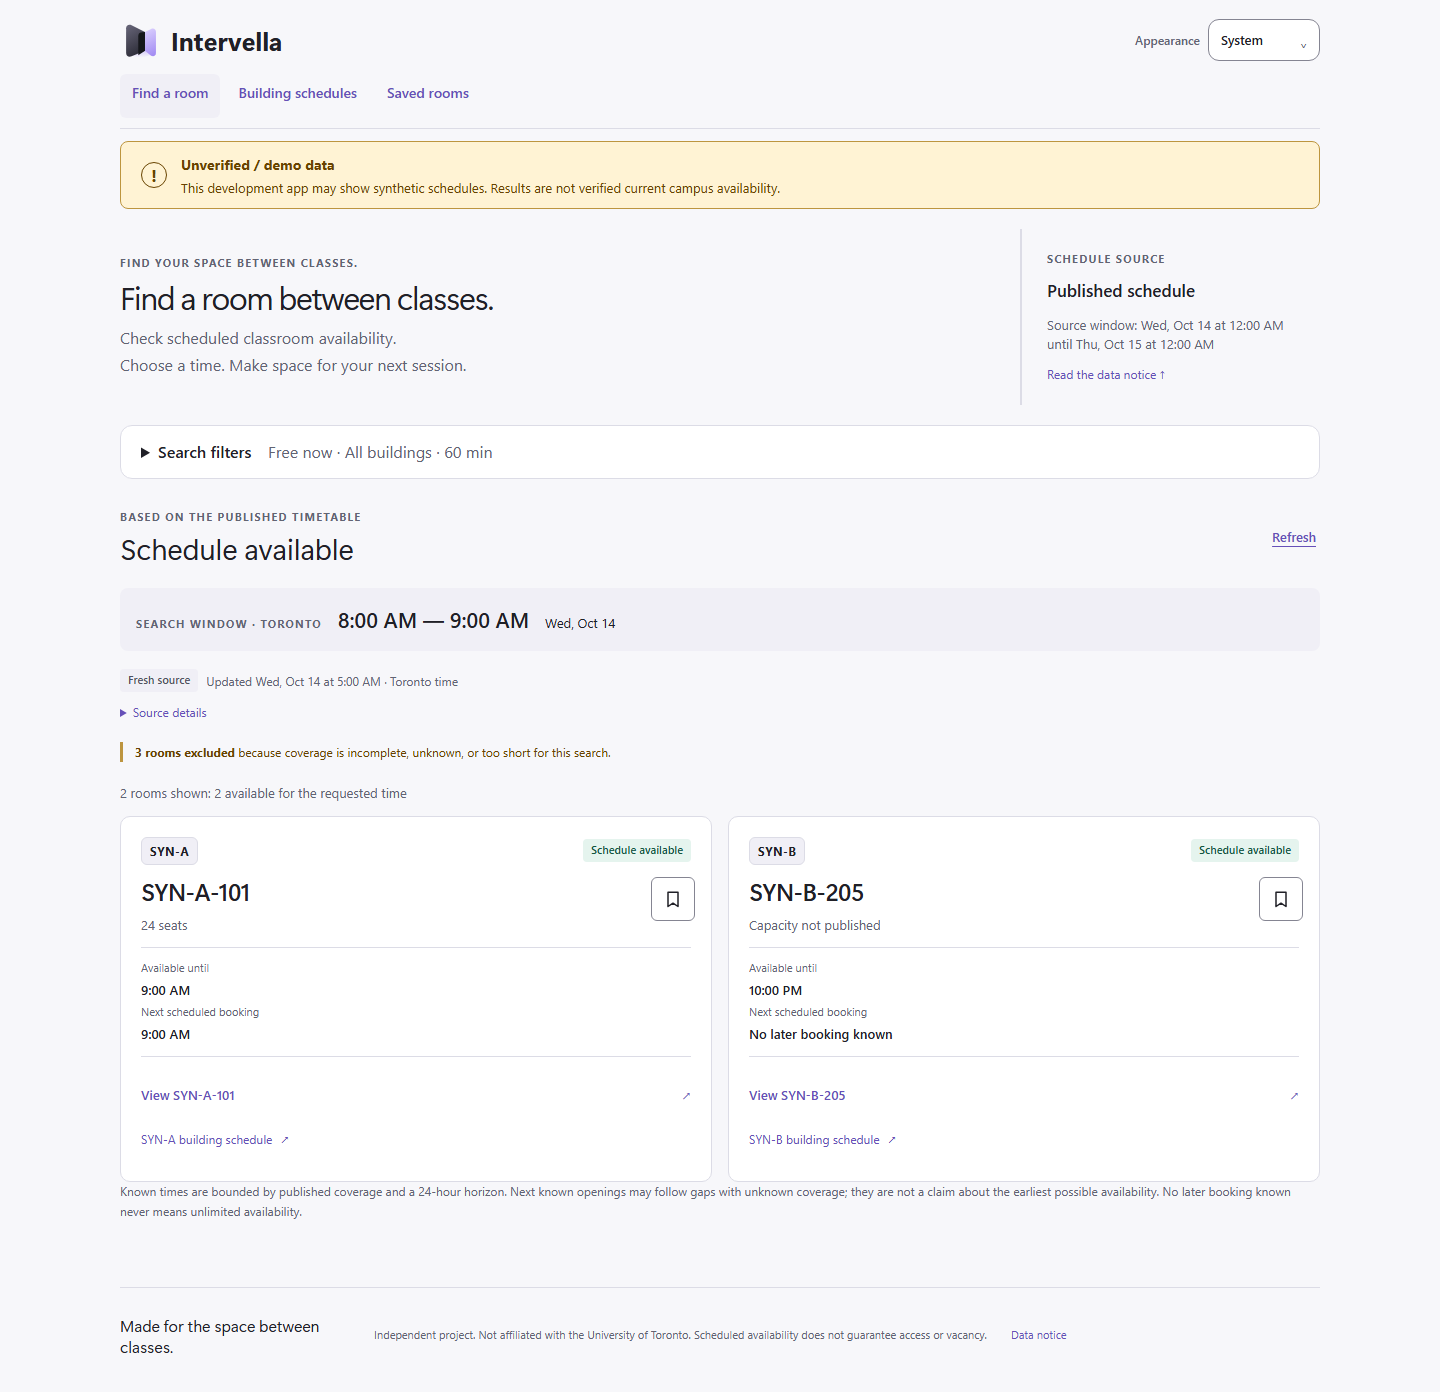 Intervella
Appearance
System
Find a room
Building schedules
Saved rooms
!
Unverified / demo data
This development app may show synthetic schedules. Results are not verified current campus availability.
FIND YOUR SPACE BETWEEN CLASSES.
Find a room between classes.
Check scheduled classroom availability.
Choose a time. Make space for your next session.
SCHEDULE SOURCE
Published schedule
Source window: Wed, Oct 14 at 12:00 AM
until Thu, Oct 15 at 12:00 AM
Read the data notice ↑
▶ Search filters Free now · All buildings · 60 min
BASED ON THE PUBLISHED TIMETABLE
Schedule available
Refresh
SEARCH WINDOW · TORONTO 8:00 AM — 9:00 AM Wed, Oct 14
Fresh source Updated Wed, Oct 14 at 5:00 AM · Toronto time
▶ Source details
3 rooms excluded because coverage is incomplete, unknown, or too short for this search.
2 rooms shown: 2 available for the requested time
SYN-A
Schedule available
SYN-A-101
24 seats
Available until
9:00 AM
Next scheduled booking
9:00 AM
View SYN-A-101 ↗
SYN-A building schedule ↗
SYN-B
Schedule available
SYN-B-205
Capacity not published
Available until
10:00 PM
Next scheduled booking
No later booking known
View SYN-B-205 ↗
SYN-B building schedule ↗
Known times are bounded by published coverage and a 24-hour horizon. Next known openings may follow gaps with unknown coverage; they are not a claim about the earliest possible availability. No later booking known
never means unlimited availability.
Made for the space between
classes.
Independent project. Not affiliated with the University of Toronto. Scheduled availability does not guarantee access or vacancy.
Data notice